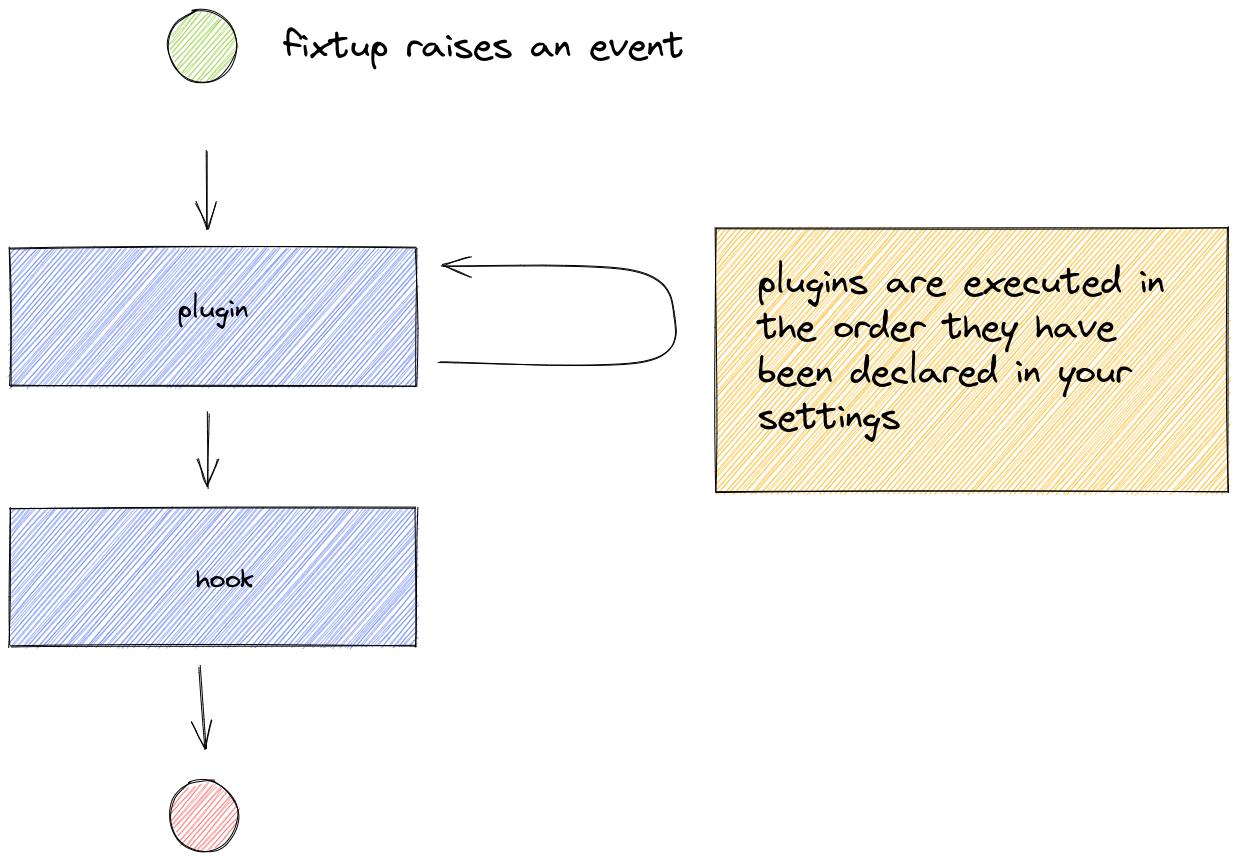 fixtup raises an event
plugin
plugins are executed in
the order they have
been declared in your
settings
hook